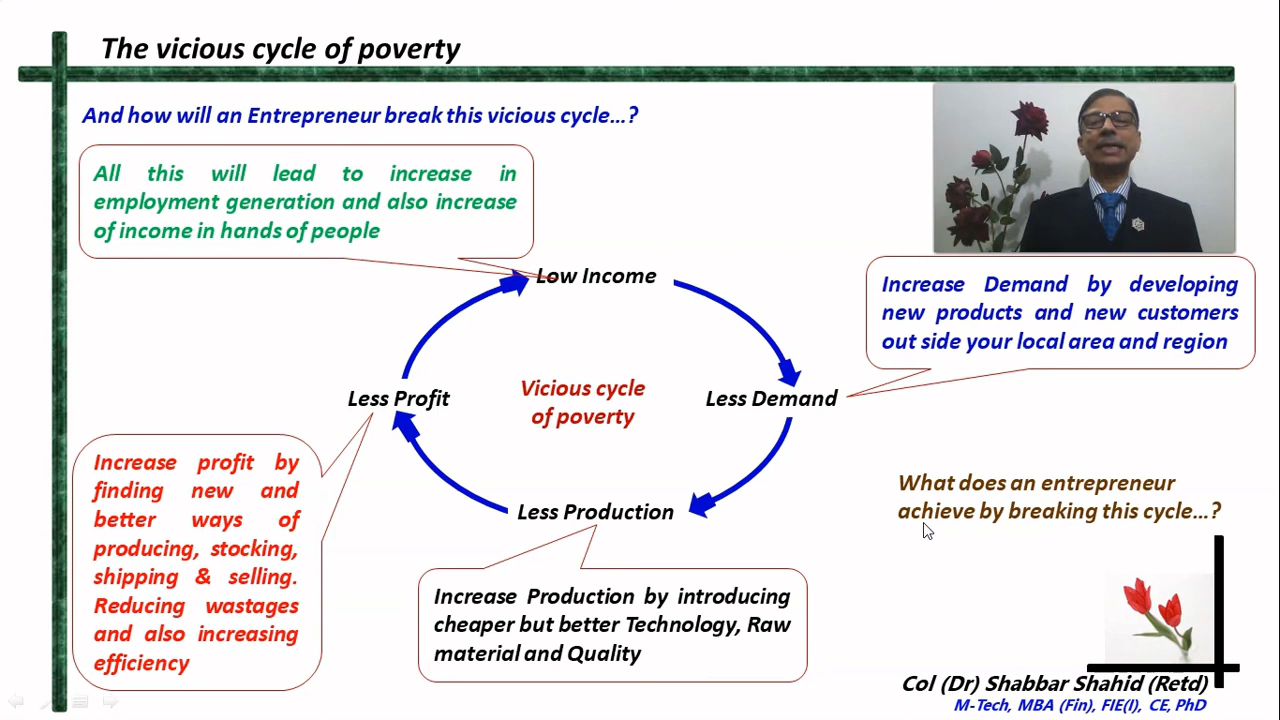 The vicious cycle of poverty
And how will an Entrepreneur break this vicious cycle...?
All this will lead to increase in
employment generation and also increase
of income in hands of people
Low Income
Increase Demand by developing
new products and new customers
out side your local area and region
Less Profit
Vicious cycle
of poverty
Less Demand
Increase profit by
finding new and
better ways of
producing, stocking,
shipping & selling.
Reducing wastages
and also increasing
efficiency
Less Production
What does an entrepreneur
achieve by breaking this cycle...?
Increase Production by introducing
cheaper but better Technology, Raw
material and Quality
Col (Dr) Shabbar Shahid (Retd)
M-Tech, MBA (Fin), FIE(I), CE, PhD